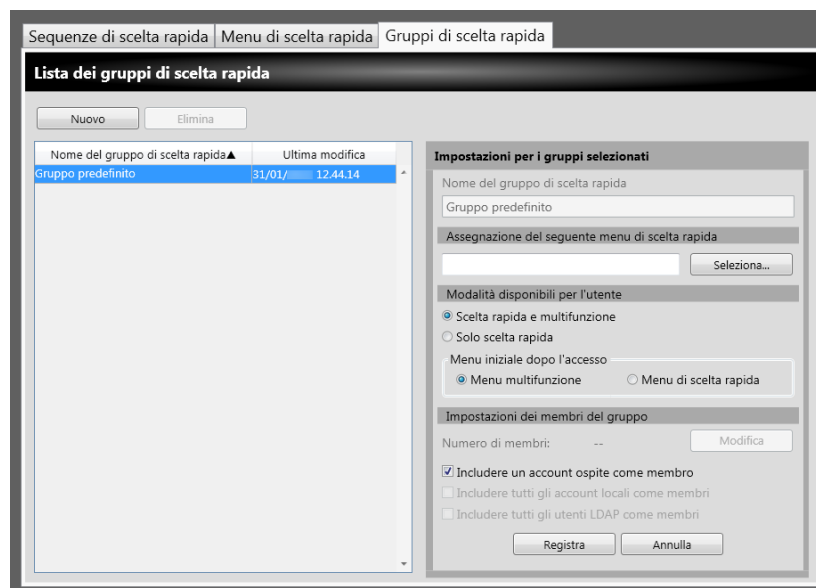 Sequenze di scelta rapida Menu di scelta rapida Gruppi di scelta rapida
Lista dei gruppi di scelta rapida
Nuovo Elimina
Nome del gruppo di scelta rapida▲ Ultima modifica
Gruppo predefinito 31/01/ 12.44.14
Impostazioni per i gruppi selezionati
Nome del gruppo di scelta rapida
Gruppo predefinito
Assegnazione del seguente menu di scelta rapida
Seleziona...
Modalità disponibili per l'utente
Scelta rapida e multifunzione
Solo scelta rapida
Menu iniziale dopo l'accesso
Menu multifunzione Menu di scelta rapida
Impostazioni dei membri del gruppo
Numero di membri: -- Modifica
Includere un account ospite come membro
Includere tutti gli account locali come membri
Includere tutti gli utenti LDAP come membri
Registra Annulla